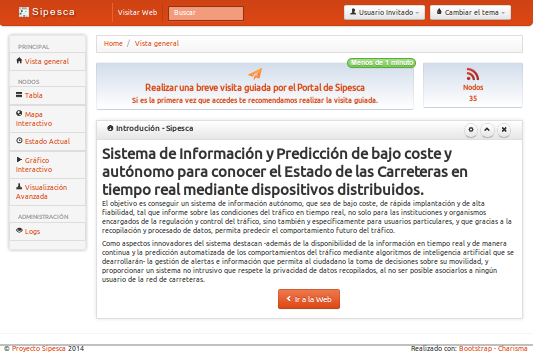 Sipesca
Visitar Web
Buscar
Usuario Invitado
Cambiar el tema
PRINCIPAL
Vista general
NODOS
Tabla
Mapa
Interactivo
Estado Actual
Gráfico
Interactivo
Visualización
Avanzada
ADMINISTRACIÓN
Logs
Home / Vista general
Menos de 1 minuto
Realizar una breve visita guiada por el Portal de Sipesca
Si es la primera vez que accedes te recomendamos realizar la visita guiada.
Nodos
35
Introdución - Sipesca
Sistema de Información y Predicción de bajo coste y
autónomo para conocer el Estado de las Carreteras en
tiempo real mediante dispositivos distribuidos.
El objetivo es conseguir un sistema de información autónomo, que sea de bajo coste, de rápida implantación y de alta
fiabilidad, tal que informe sobre las condiciones del tráfico en tiempo real, no solo para las instituciones y organismos
encargados de la regulación y control del tráfico, sino también y específicamente para usuarios particulares, y que gracias a la
recopilación y procesado de datos, permita predecir el comportamiento futuro del tráfico.
Como aspectos innovadores del sistema destacan -además de la disponibilidad de la información en tiempo real y de manera
continua y la predicción automatizada de los comportamientos del tráfico mediante algoritmos de inteligencia artificial que se
dearrollarán- la gestión de alertas e información que permita al ciudadano la toma de decisiones sobre su movilidad, y
proporcionar un sistema no intrusivo que respete la privacidad de datos recopilados, al no ser posible asociarlos a ningún
usuario de la red de carreteras.
Ir a la Web
© Proyecto Sipesca 2014
Realizado con: Bootstrap - Charisma